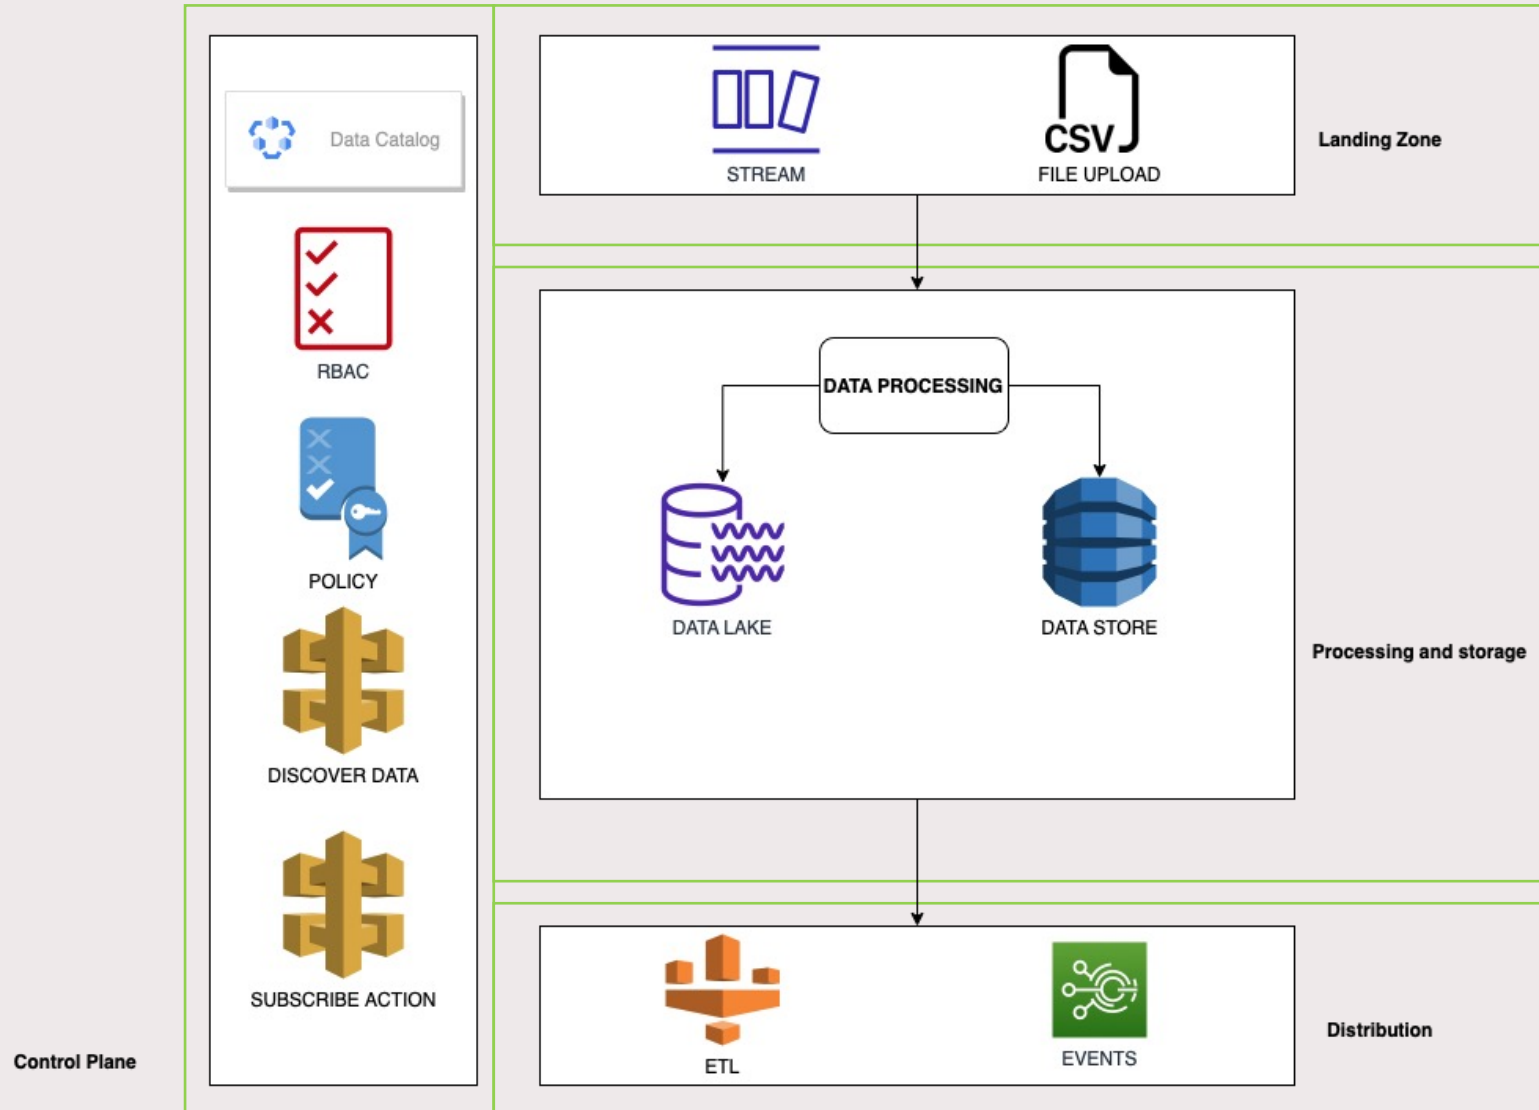 Data Catalog
RBAC
POLICY
DISCOVER DATA
SUBSCRIBE ACTION
Control Plane
STREAM
CSV
FILE UPLOAD
Landing Zone
DATA PROCESSING
DATA LAKE
DATA STORE
Processing and storage
ETL
EVENTS
Distribution